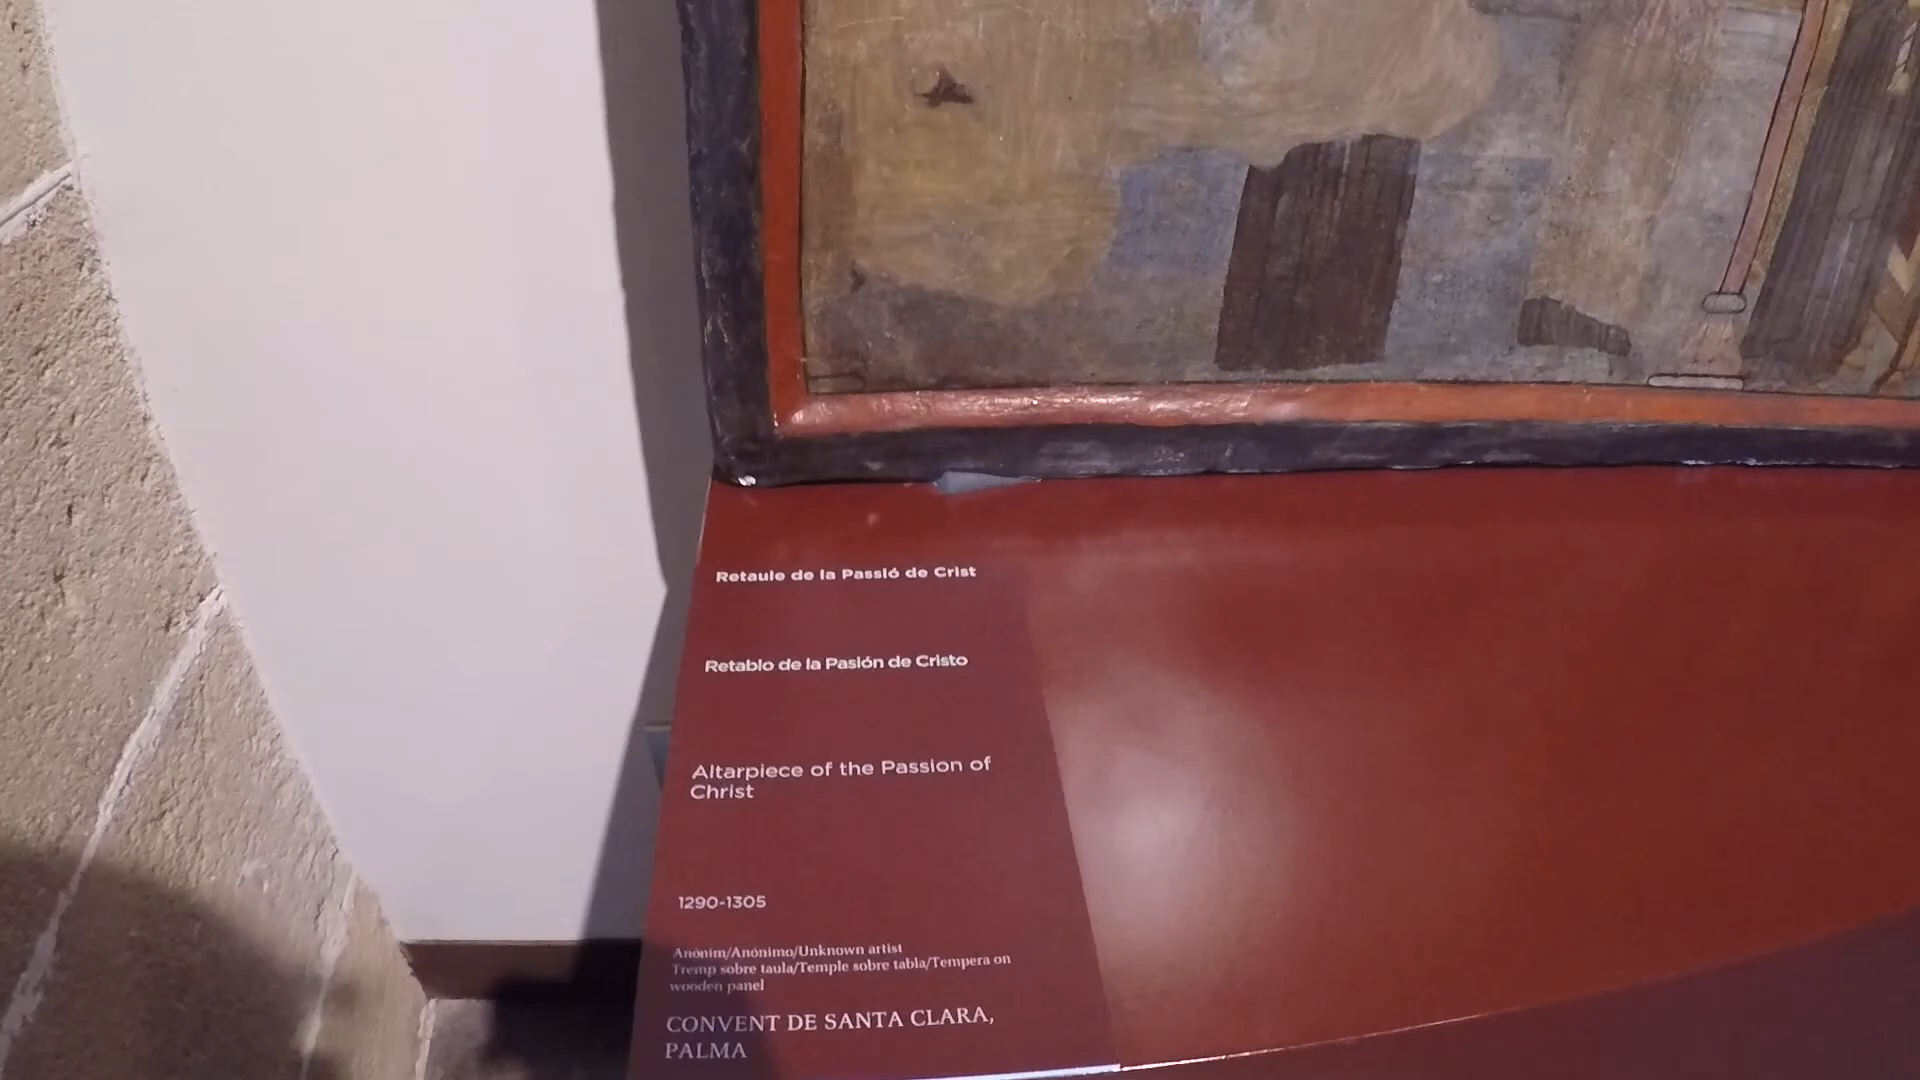 Retaule de la Passió de Crist
Retablo de la Pasión de Cristo
Altarpiece of the Passion of
Christ
1290-1305
Anònim/Anónimo/Unknown artist
Tremp sobre taula/Temple sobre tabla/Tempera on
wooden panel
CONVENT DE SANTA CLARA,
PALMA